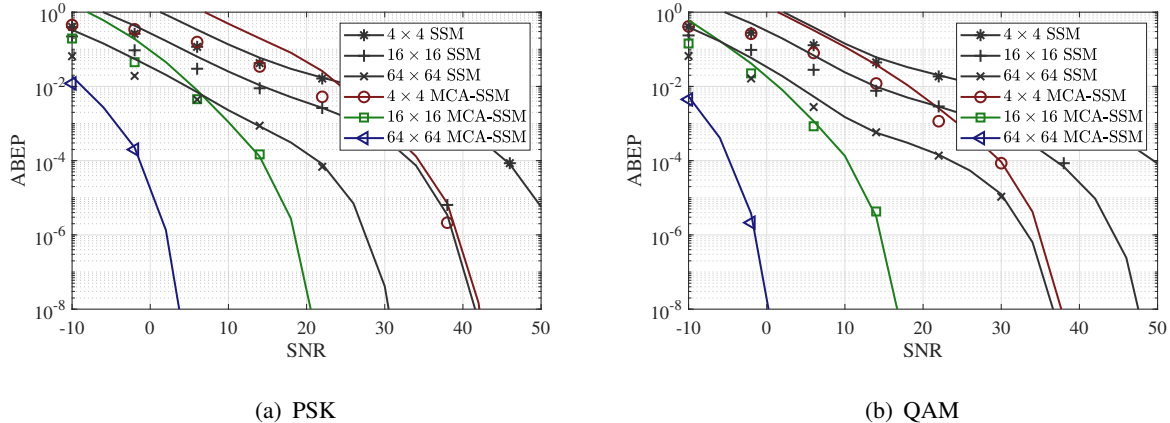 10^0
10^-2
10^-4
10^-6
10^-8
ABEP
-10 0 10 20 30 40 50
SNR
4 × 4 SSM
16 × 16 SSM
64 × 64 SSM
4 × 4 MCA-SSM
16 × 16 MCA-SSM
64 × 64 MCA-SSM
(a) PSK
10^0
10^-2
10^-4
10^-6
10^-8
ABEP
-10 0 10 20 30 40 50
SNR
4 × 4 SSM
16 × 16 SSM
64 × 64 SSM
4 × 4 MCA-SSM
16 × 16 MCA-SSM
64 × 64 MCA-SSM
(b) QAM